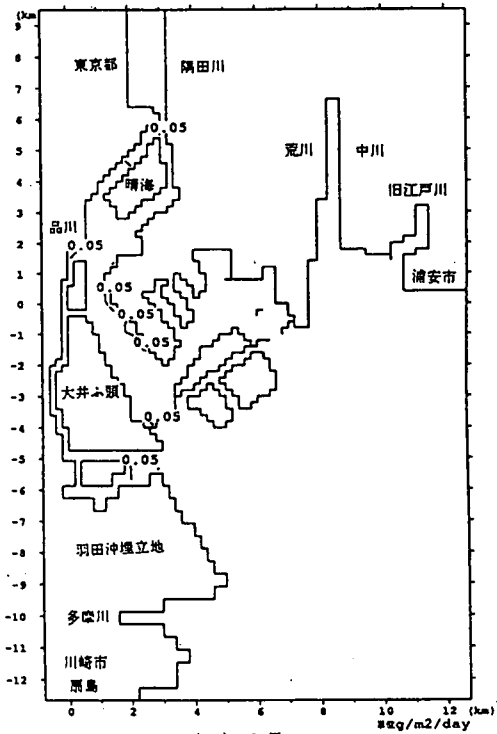 (km
9
8
7
6
5
4
3
2
1
0
-1
-2
-3
-4
-5
-6
-7
-8
-9
-10
-11
-12
東京都
隅田川
0.05
晴海
荒川
中川
旧江戸川
品川
0.05
浦安市
0.05
0.05
0.05
大井ふ頭
0.05
0.05
羽田沖埋立地
多摩川
川崎市
扇島
0 2 4 6 8 10 12 (km)
mg/m2/day